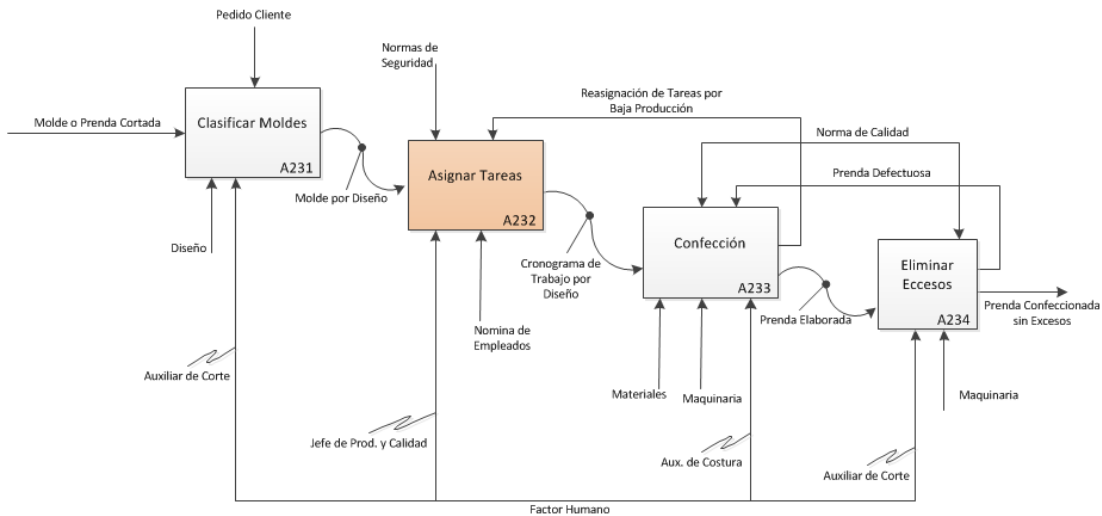 Pedido Cliente
Normas de
Seguridad
Reasignación de Tareas por
Baja Producción
Molde o Prenda Cortada
Clasificar Moldes
A231
Norma de Calidad
Prenda Defectuosa
Molde por Diseño
Asignar Tareas
A232
Diseño
Cronograma de
Trabajo por
Diseño
Confección
A233
Eliminar
Eccesos
A234
Prenda Elaborada
Prenda Confeccionada
sin Excesos
Nomina de
Empleados
Auxiliar de Corte
Materiales
Maquinaria
Maquinaria
Jefe de Prod. y Calidad
Aux. de Costura
Auxiliar de Corte
Factor Humano